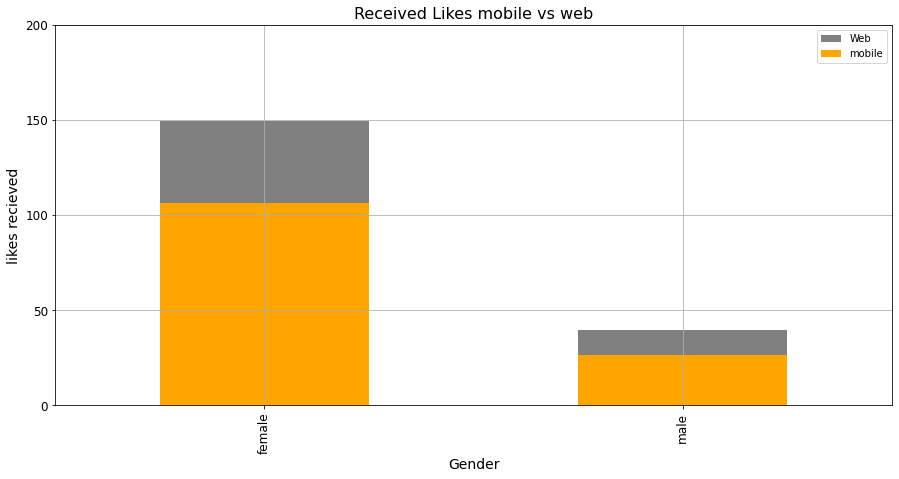 Received Likes mobile vs web
likes recieved
200
150
100
50
0
Web
mobile
female
male
Gender